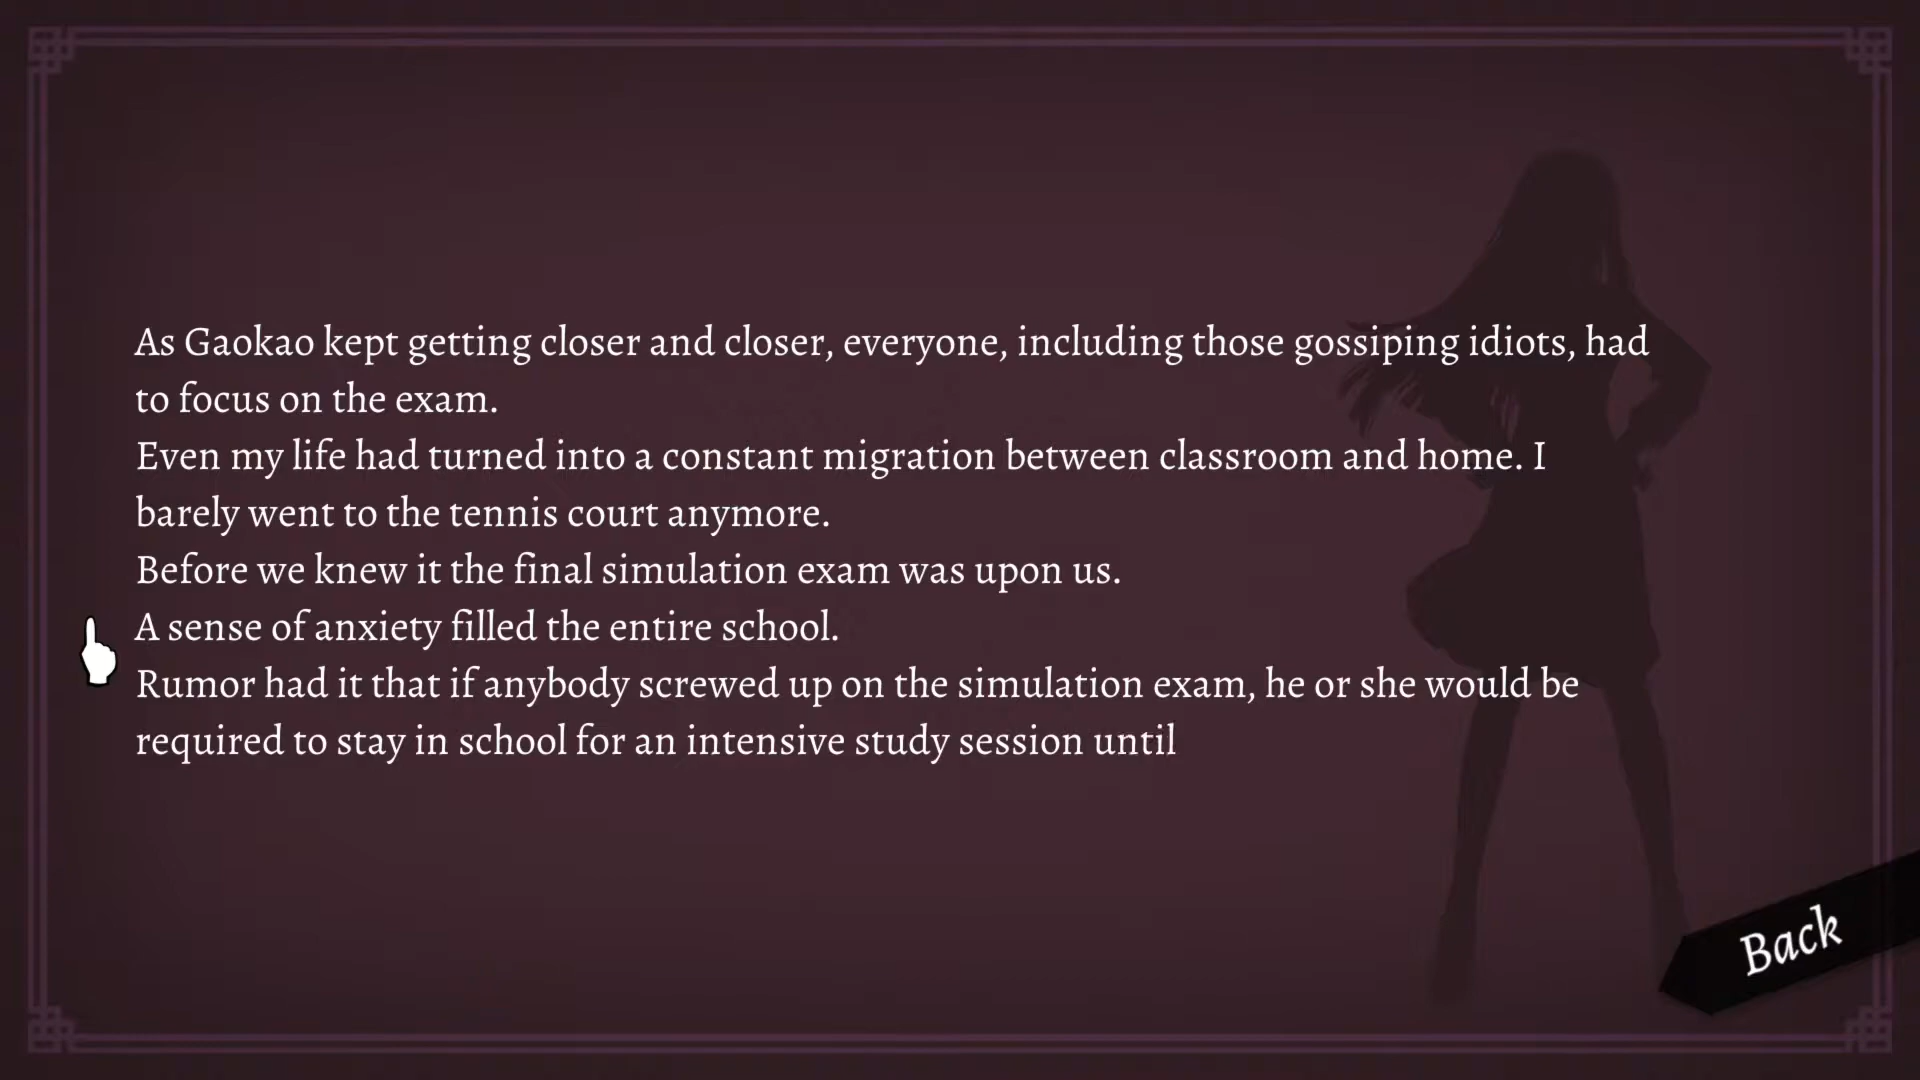 As Gaokao kept getting closer and closer, everyone, including those gossiping idiots, had
to focus on the exam.
Even my life had turned into a constant migration between classroom and home. I
barely went to the tennis court anymore.
Before we knew it the final simulation exam was upon us.
A sense of anxiety filled the entire school.
Rumor had it that if anybody screwed up on the simulation exam, he or she would be
required to stay in school for an intensive study session until
Back